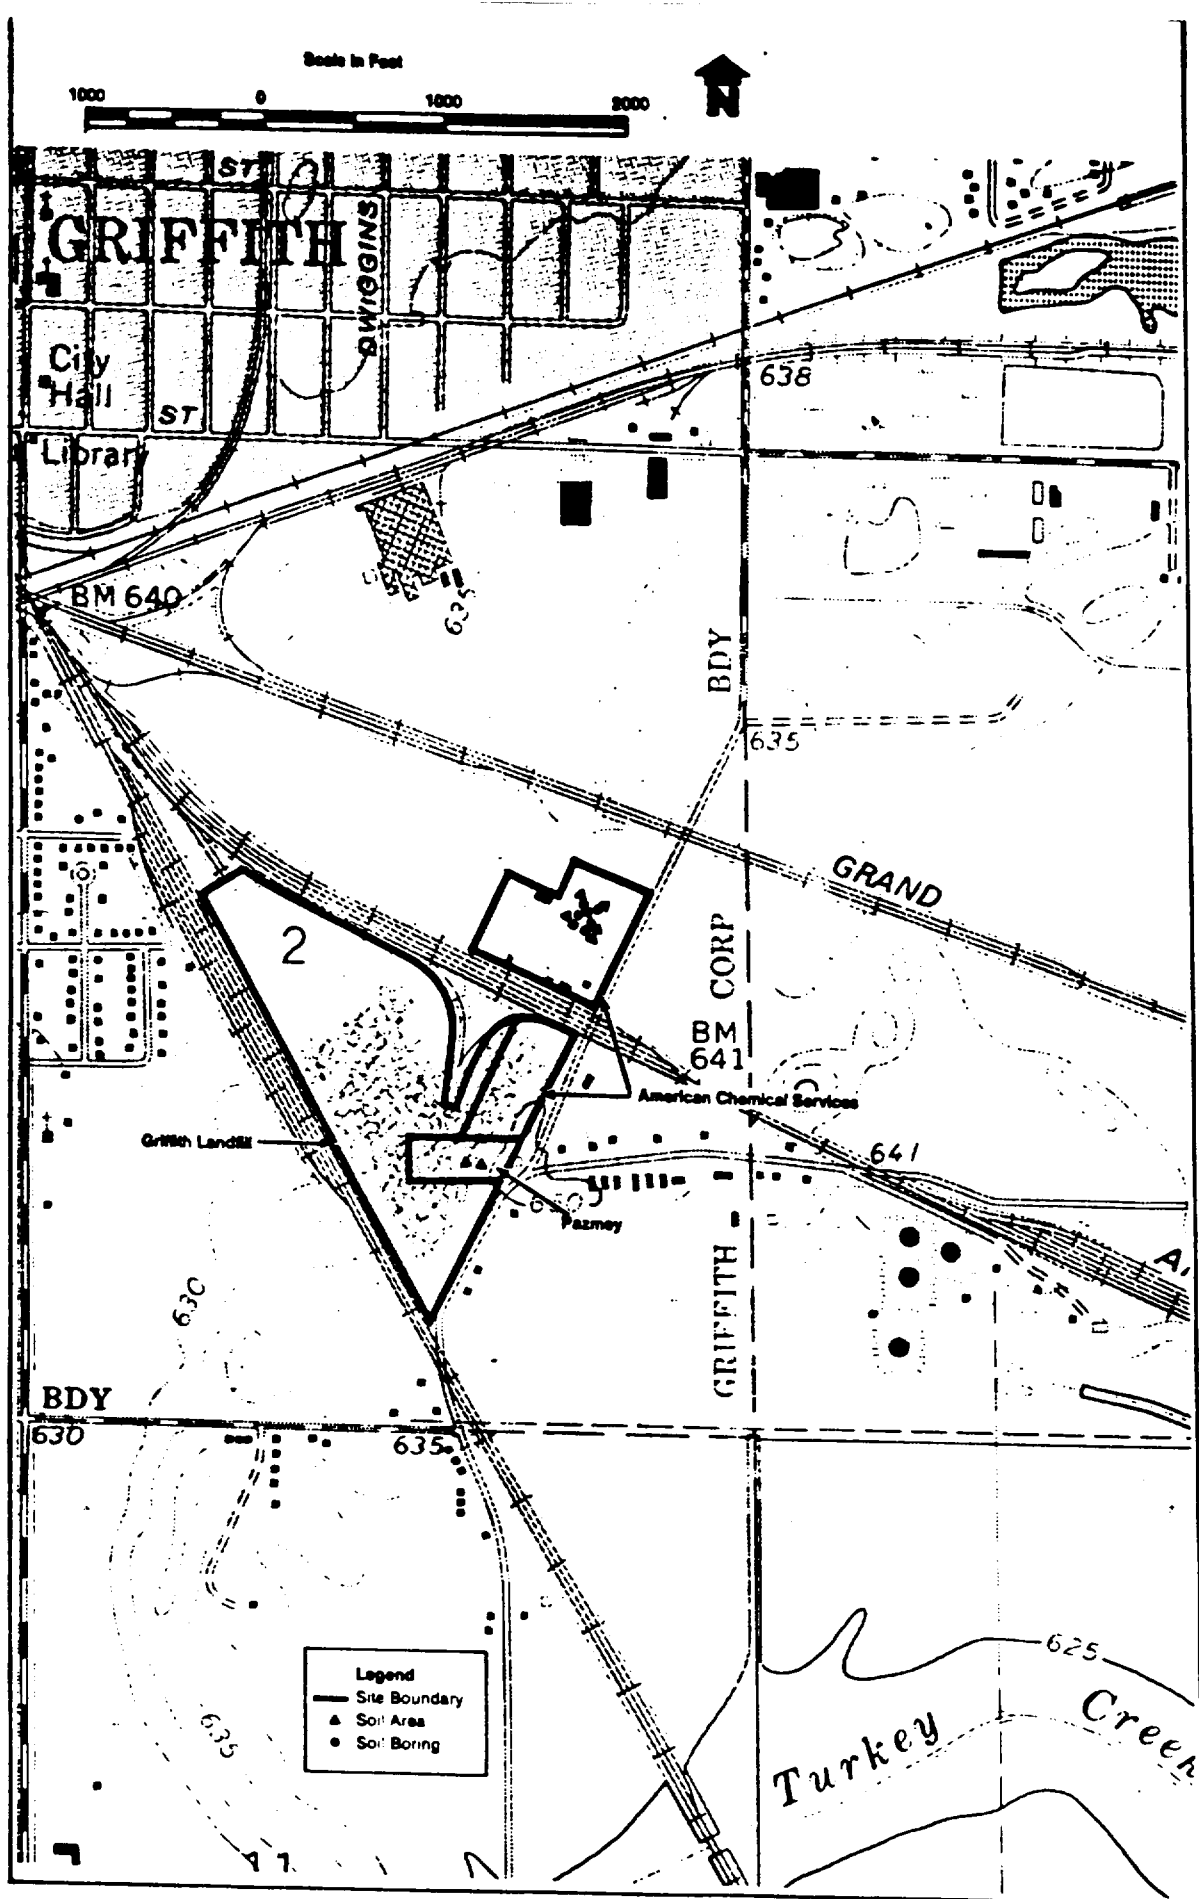 Scale in Feet
1000 0 1000 2000
N
ST
GRIFFITH
DWIGGINS
City
Hall
ST
Library
638
BM 640
635
BDY
635
GRAND
2
CORP
BM
641
American Chemical Services
Griffith Landfill
641
650
Pazmey
630
GRIFFITH
BDY
630
635
625
Legend
Site Boundary
Soil Area
Soil Boring
635
Turkey Creek